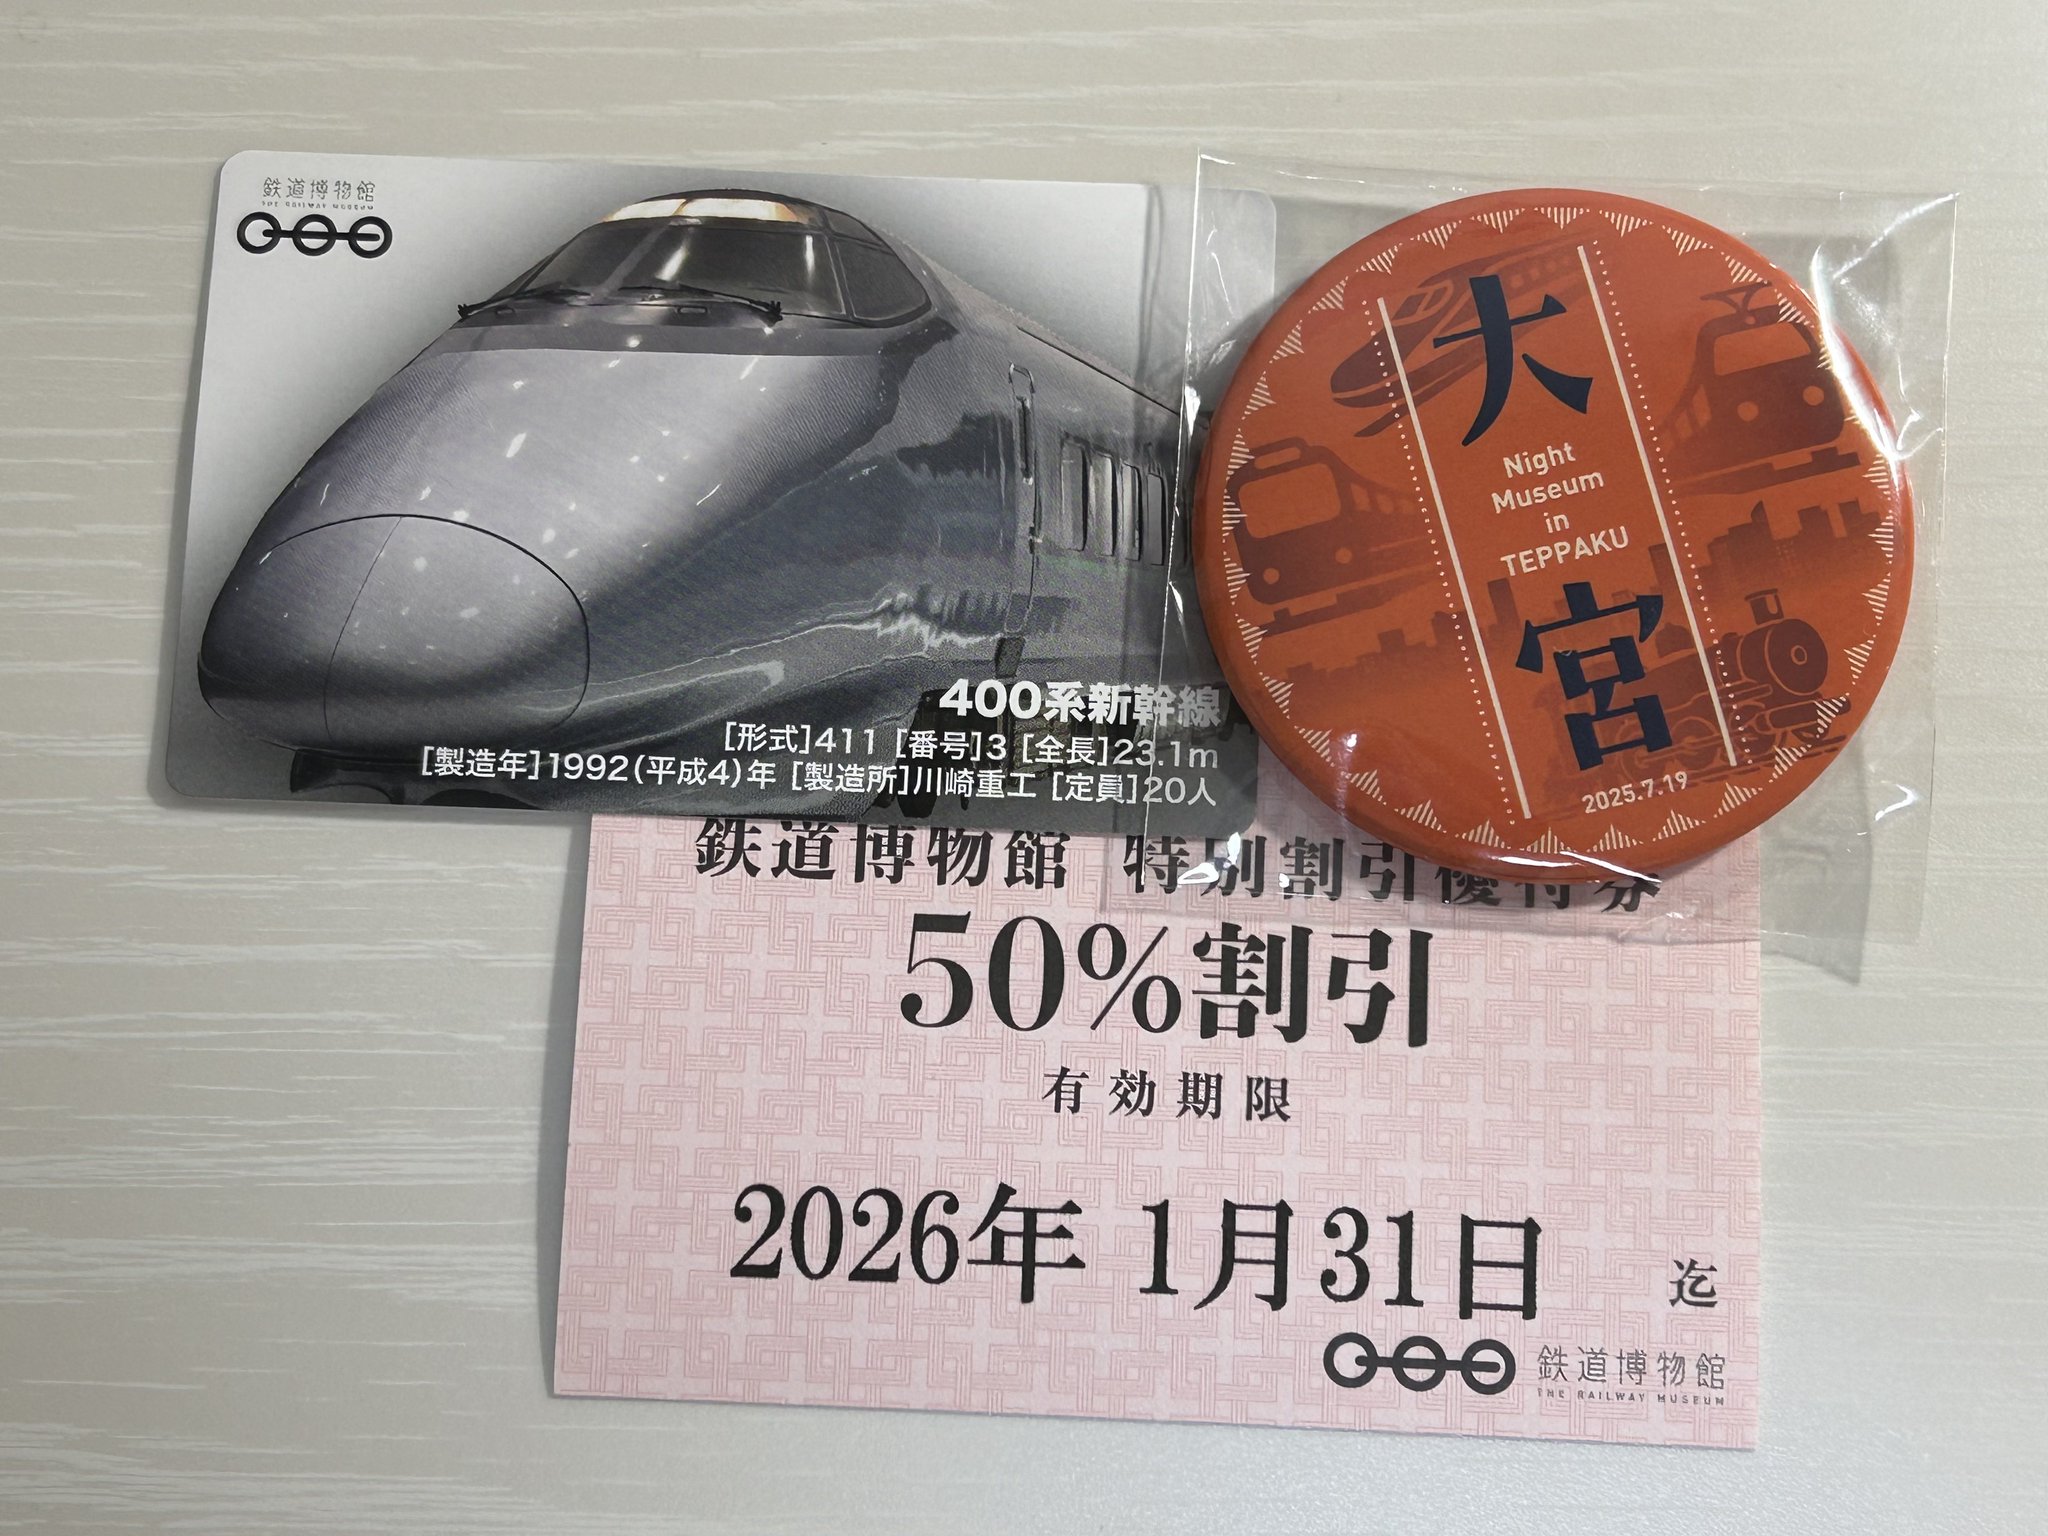 鉄道博物館
THE RAILWAY MUSEUM
400系新幹線
[形式]411 [番号]3 [全長]23.1m
[製造年]1992(平成4)年 [製造所]川崎重工 [定員]20人
大
Night
Museum
in
TEPPAKU
宮
2025.7.19
鉄道博物館 特別割引優待券
50%割引
有効期限
2026年 1月31日 迄
鉄道博物館
THE RAILWAY MUSEUM